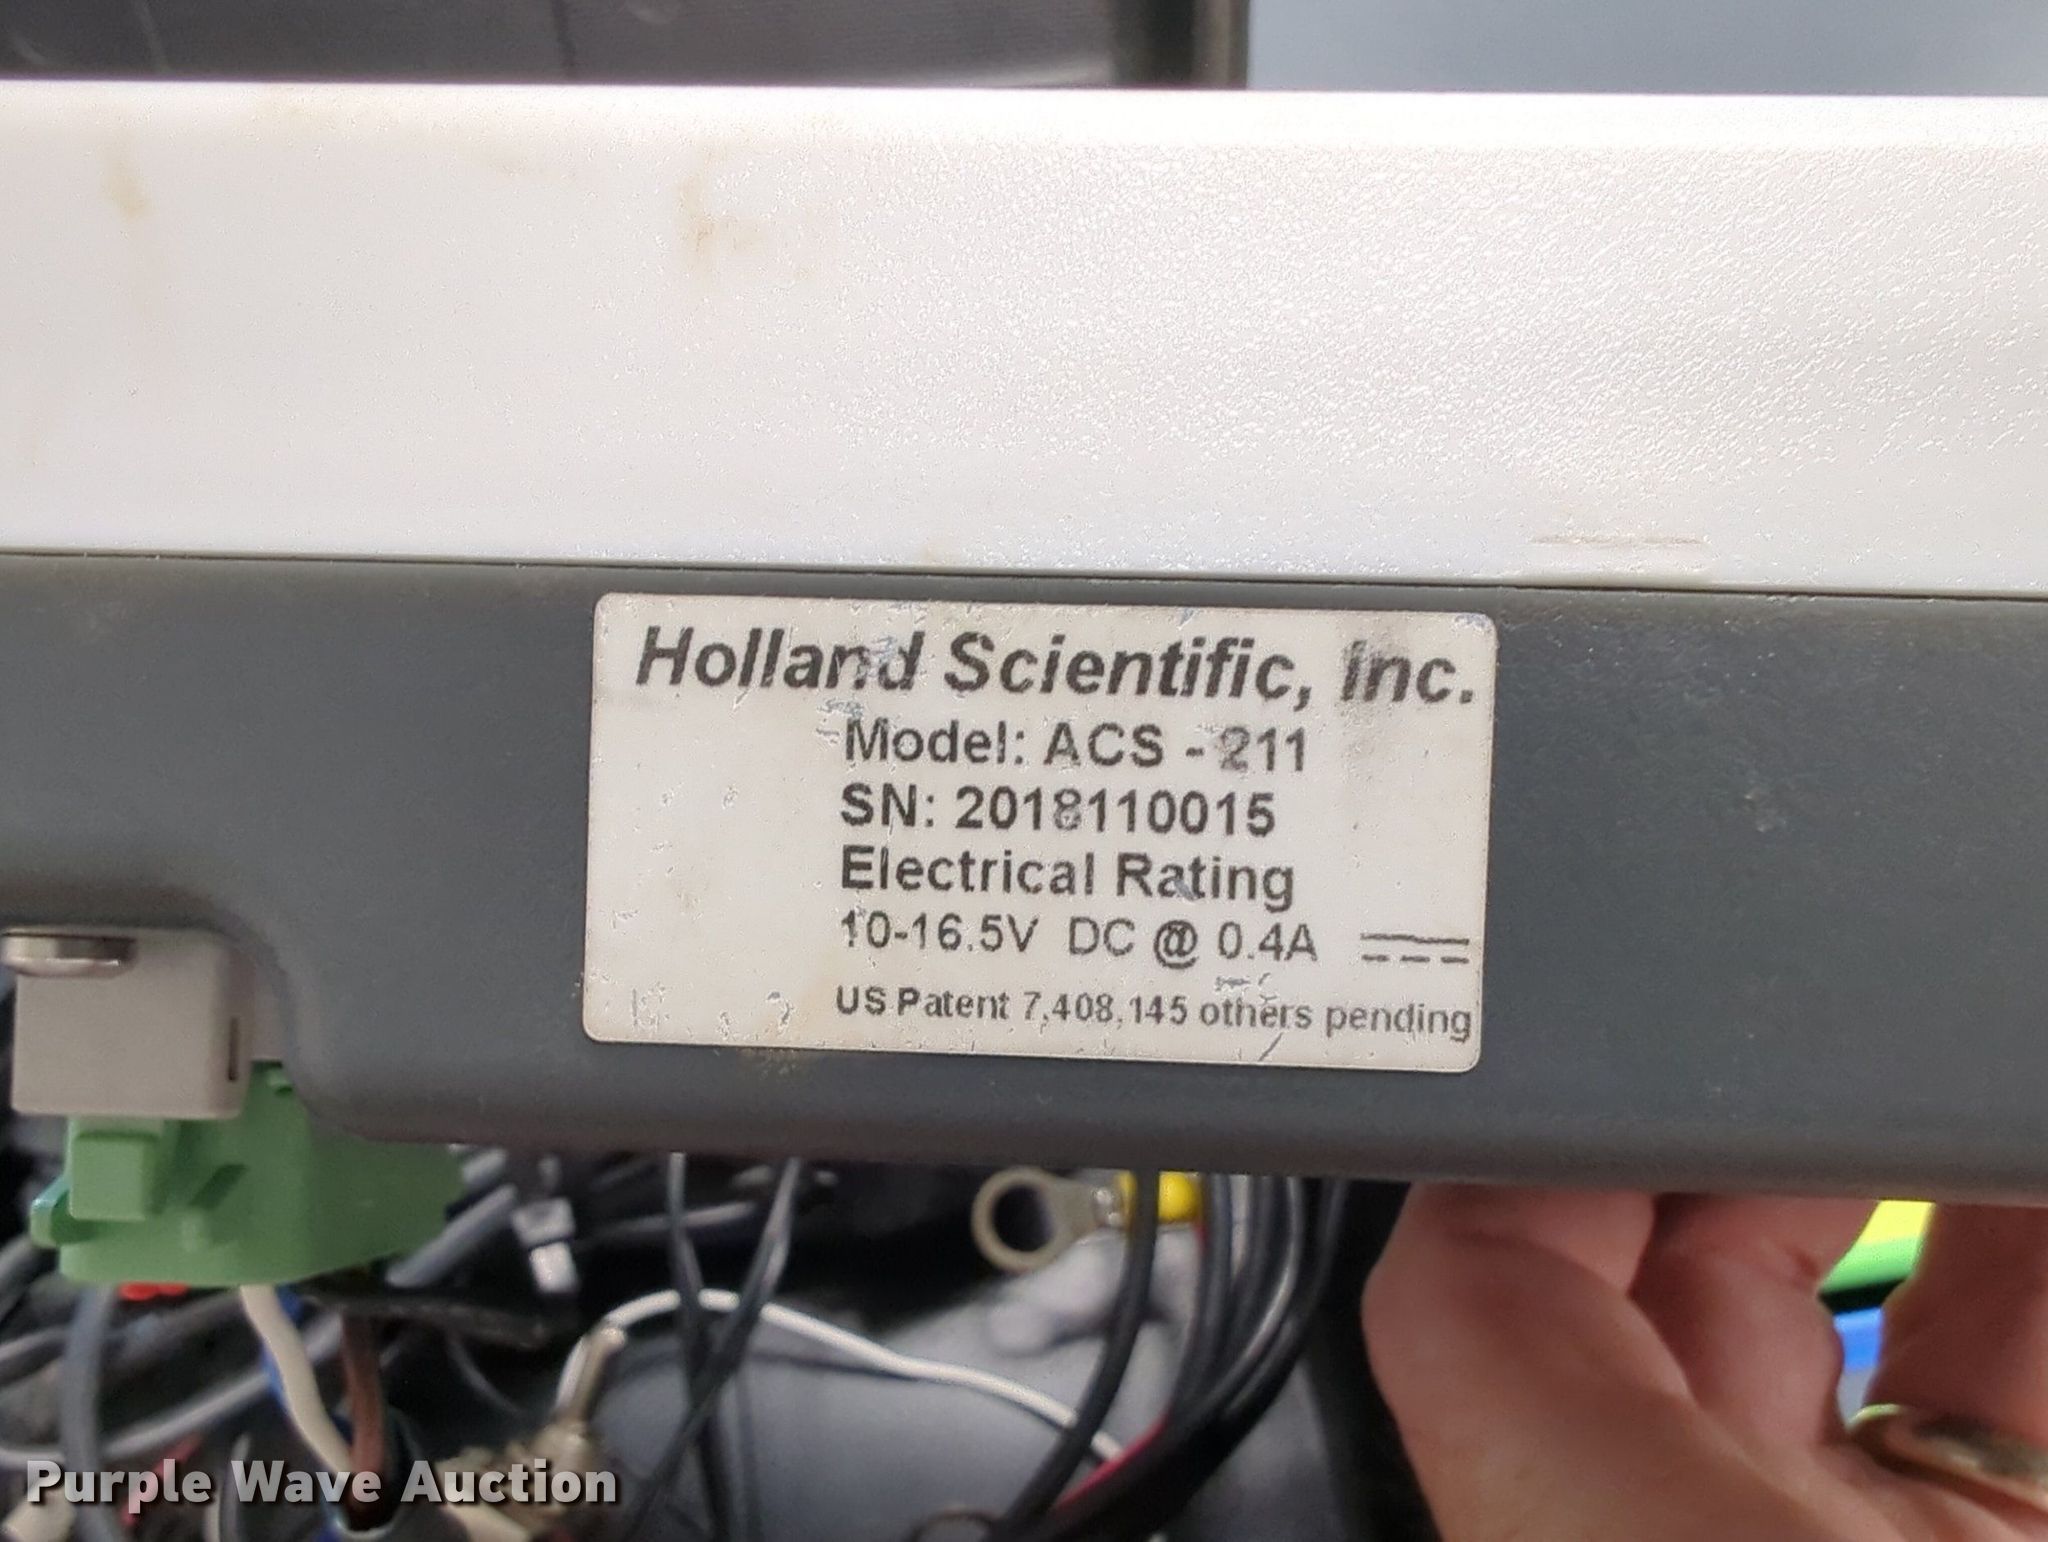 Holland Scientific, Inc.
Model: ACS - 211
SN: 2018110015
Electrical Rating
10-16.5V DC @ 0.4A
US Patent 7,408,145 others pending
Purple Wave Auction